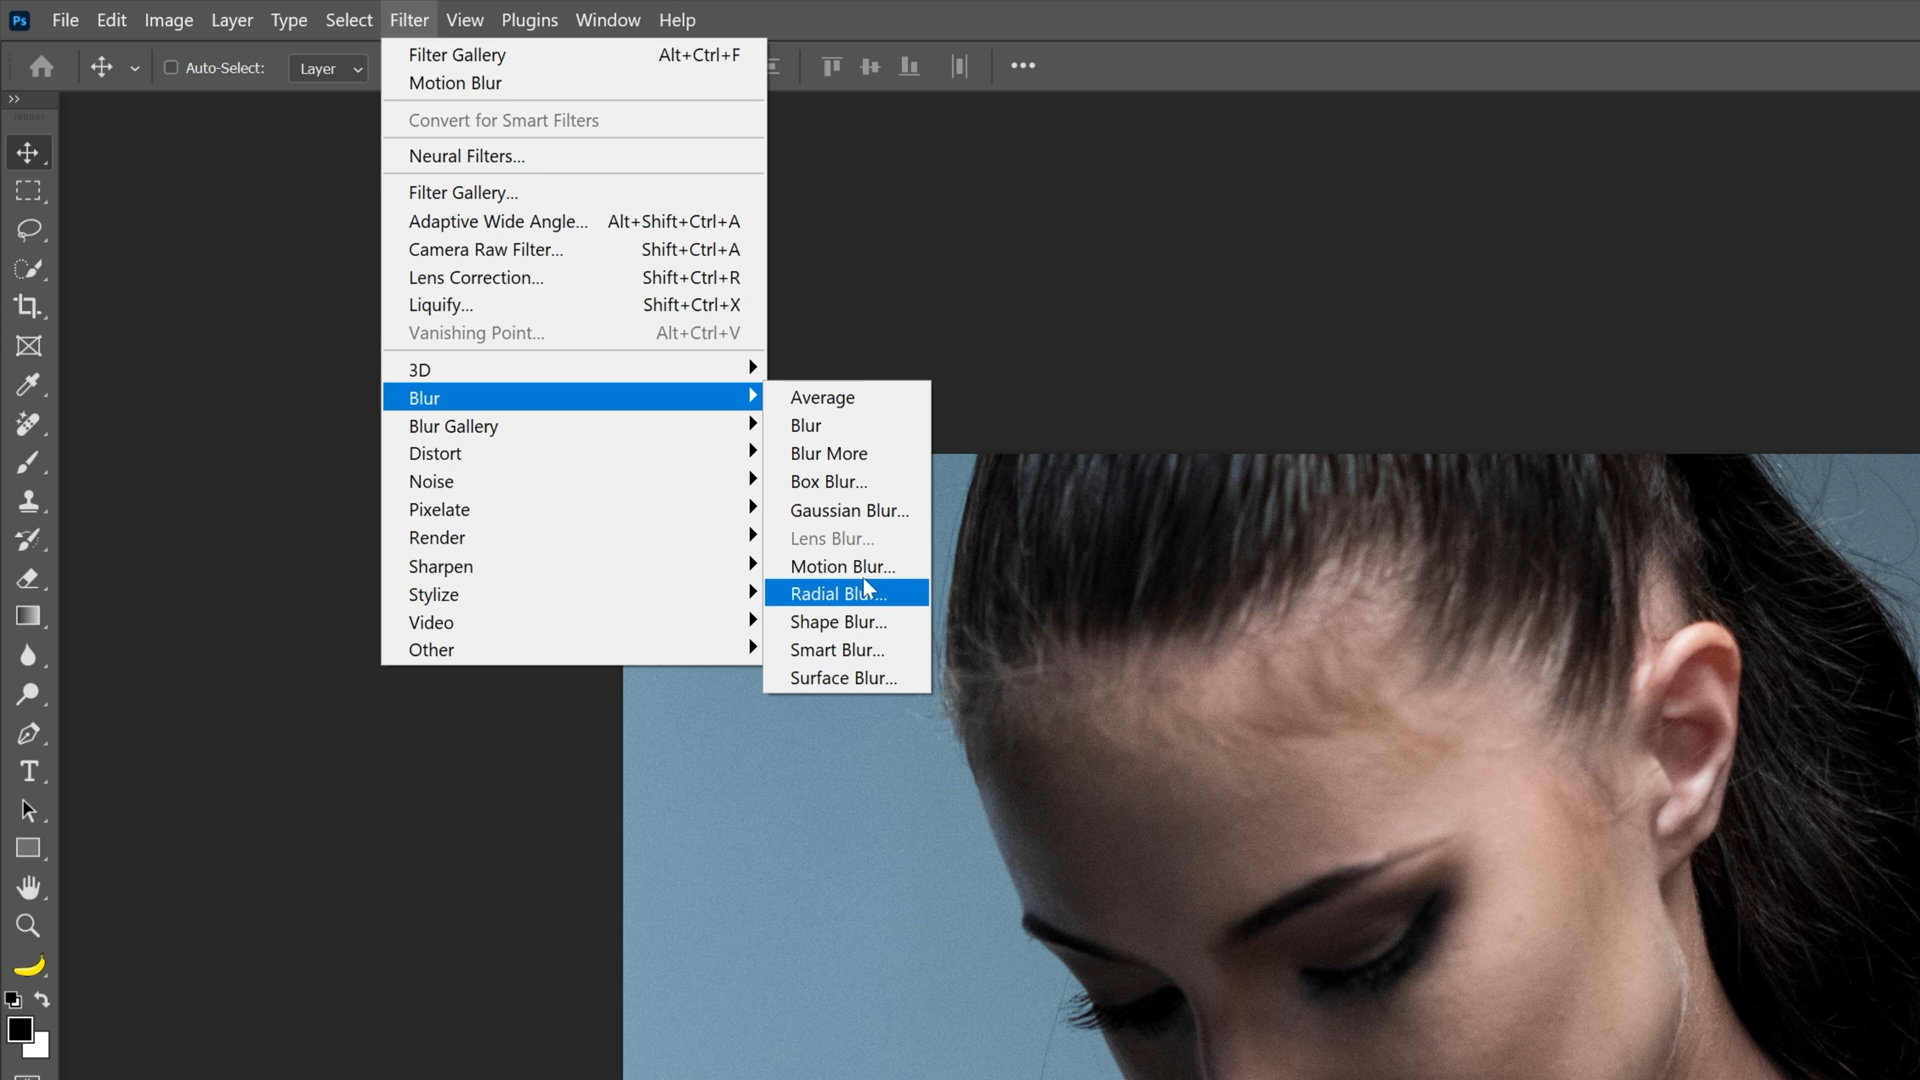 Ps File Edit Image Layer Type Select Filter View Plugins Window Help
Auto-Select: Layer
Filter Gallery Alt+Ctrl+F
Motion Blur
Convert for Smart Filters
Neural Filters...
Filter Gallery...
Adaptive Wide Angle... Alt+Shift+Ctrl+A
Camera Raw Filter... Shift+Ctrl+A
Lens Correction... Shift+Ctrl+R
Liquify... Shift+Ctrl+X
Vanishing Point... Alt+Ctrl+V
3D
Blur
Blur Gallery
Distort
Noise
Pixelate
Render
Sharpen
Stylize
Video
Other
Average
Blur
Blur More
Box Blur...
Gaussian Blur...
Lens Blur...
Motion Blur...
Radial Blur...
Shape Blur...
Smart Blur...
Surface Blur...